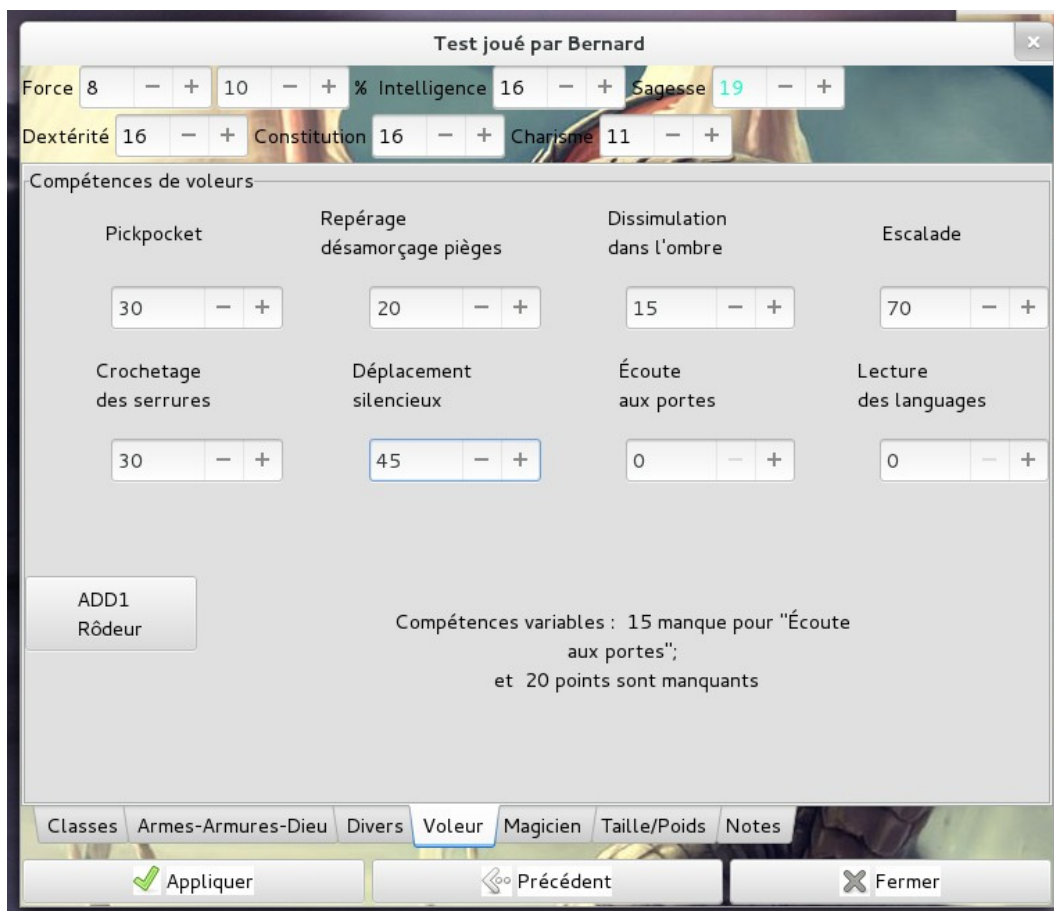 Test joué par Bernard
Force 8 10 % Intelligence 16 Sagesse 19
Dextérité 16 Constitution 16 Charisme 11
Compétences de voleurs
Pickpocket
Repérage
désamorçage pièges
Dissimulation
dans l'ombre
Escalade
30 20 15 70
Crochetage
des serrures
Déplacement
silencieux
Écoute
aux portes
Lecture
des languages
30 45 0 0
ADD1
Rôdeur
Compétences variables : 15 manque pour "Écoute
aux portes";
et 20 points sont manquants
Classes Armes-Armures-Dieu Divers Voleur Magicien Taille/Poids Notes
Appliquer Précédent Fermer